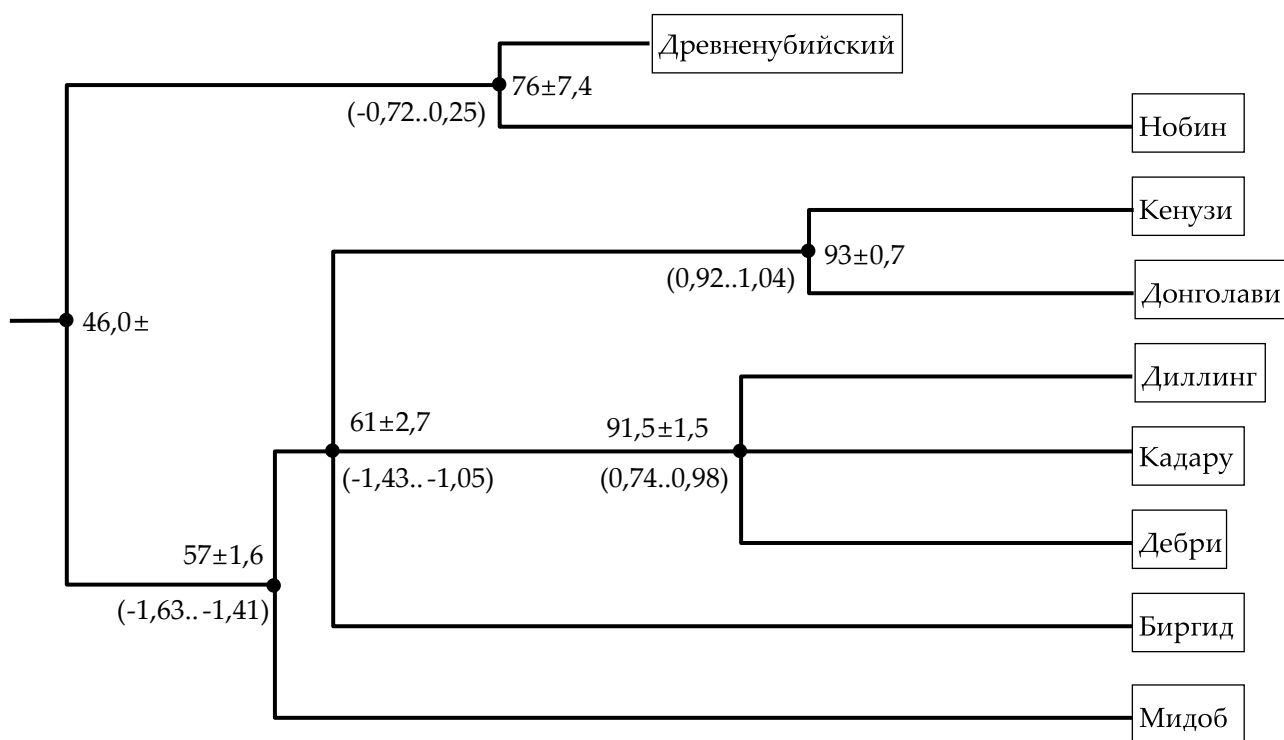 Древненубийский
76±7,4
(-0,72..0,25)
Нобин
Кенузи
93±0,7
(0,92..1,04)
Донголави
46,0±
Диллинг
61±2,7
91,5±1,5
Кадару
(-1,43..-1,05)
(0,74..0,98)
Дебри
57±1,6
(-1,63..-1,41)
Биргид
Мидоб